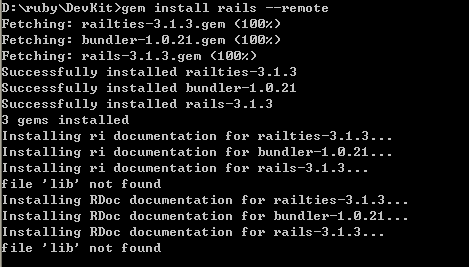 D:\ruby\DevKit>gem install rails --remote
Fetching: railties-3.1.3.gem (100%)
Fetching: bundler-1.0.21.gem (100%)
Fetching: rails-3.1.3.gem (100%)
Successfully installed railties-3.1.3
Successfully installed bundler-1.0.21
Successfully installed rails-3.1.3
3 gems installed
Installing ri documentation for railties-3.1.3...
Installing ri documentation for bundler-1.0.21...
Installing ri documentation for rails-3.1.3...
file 'lib' not found
Installing RDoc documentation for railties-3.1.3...
Installing RDoc documentation for bundler-1.0.21...
Installing RDoc documentation for rails-3.1.3...
file 'lib' not found